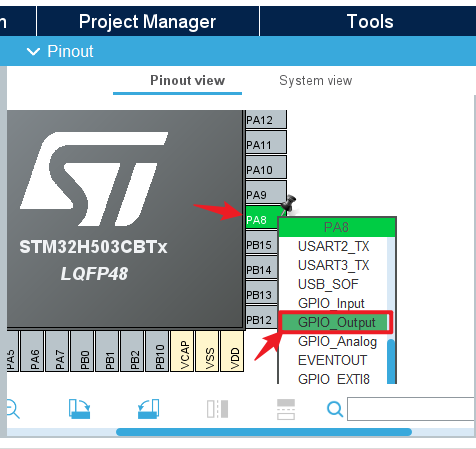 n Project Manager Tools
Pinout
Pinout view System view
PA12
PA11
PA10
PA9
PA8
PB15
PB14
PB13
PB12
ST
STM32H503CBTx
LQFP48
PA5 PA6 PA7 PB0 PB1 PB2 PB10 VCAP VSS VDD
PA8
USART2_TX
USART3_TX
USB_SOF
GPIO_Input
GPIO_Output
GPIO_Analog
EVENTOUT
GPIO_EXTI8